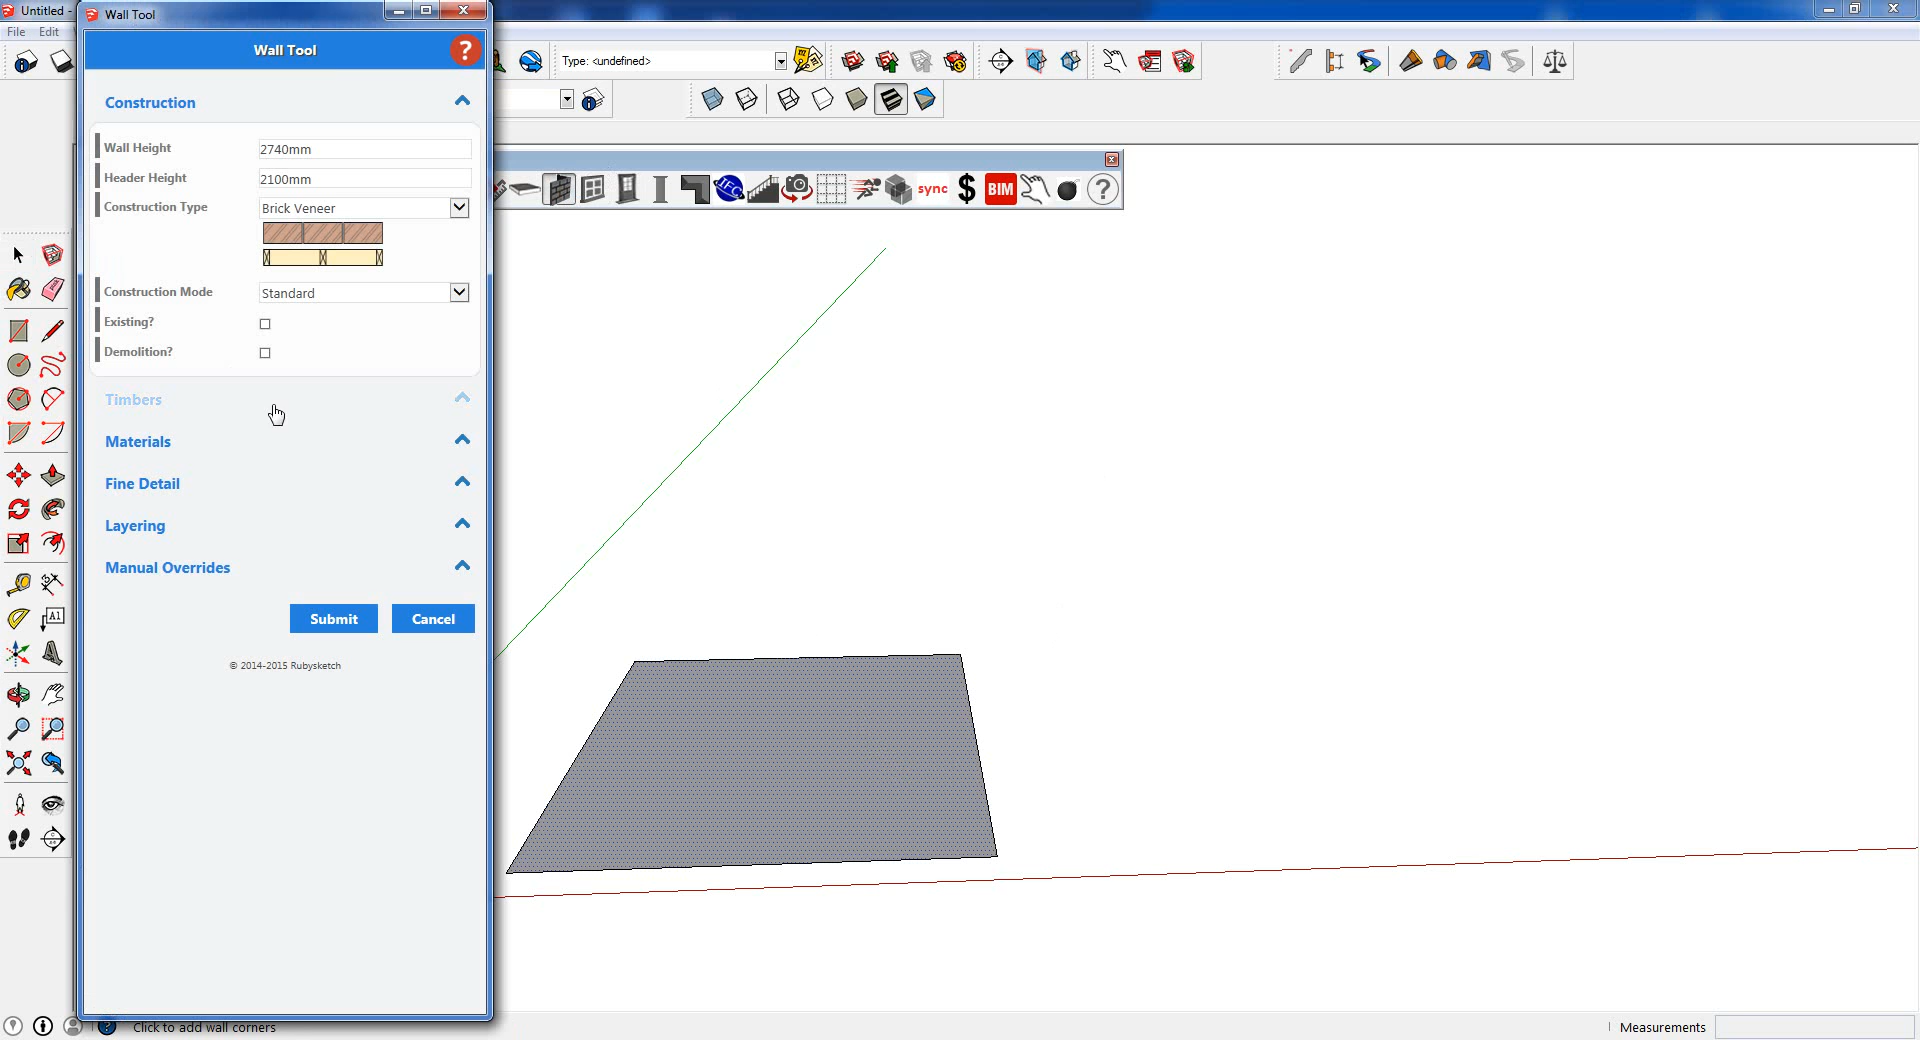 Untitled -
Wall Tool
File Edit
Wall Tool
?
Type: <undefined>
Construction
Wall Height 2740mm
Header Height 2100mm
Construction Type Brick Veneer
Construction Mode Standard
Existing?
Demolition?
Timbers
Materials
Fine Detail
Layering
Manual Overrides
Submit Cancel
© 2014-2015 Rubysketch
IFC sync $ BIM ?
A1
Click to add wall corners
Measurements